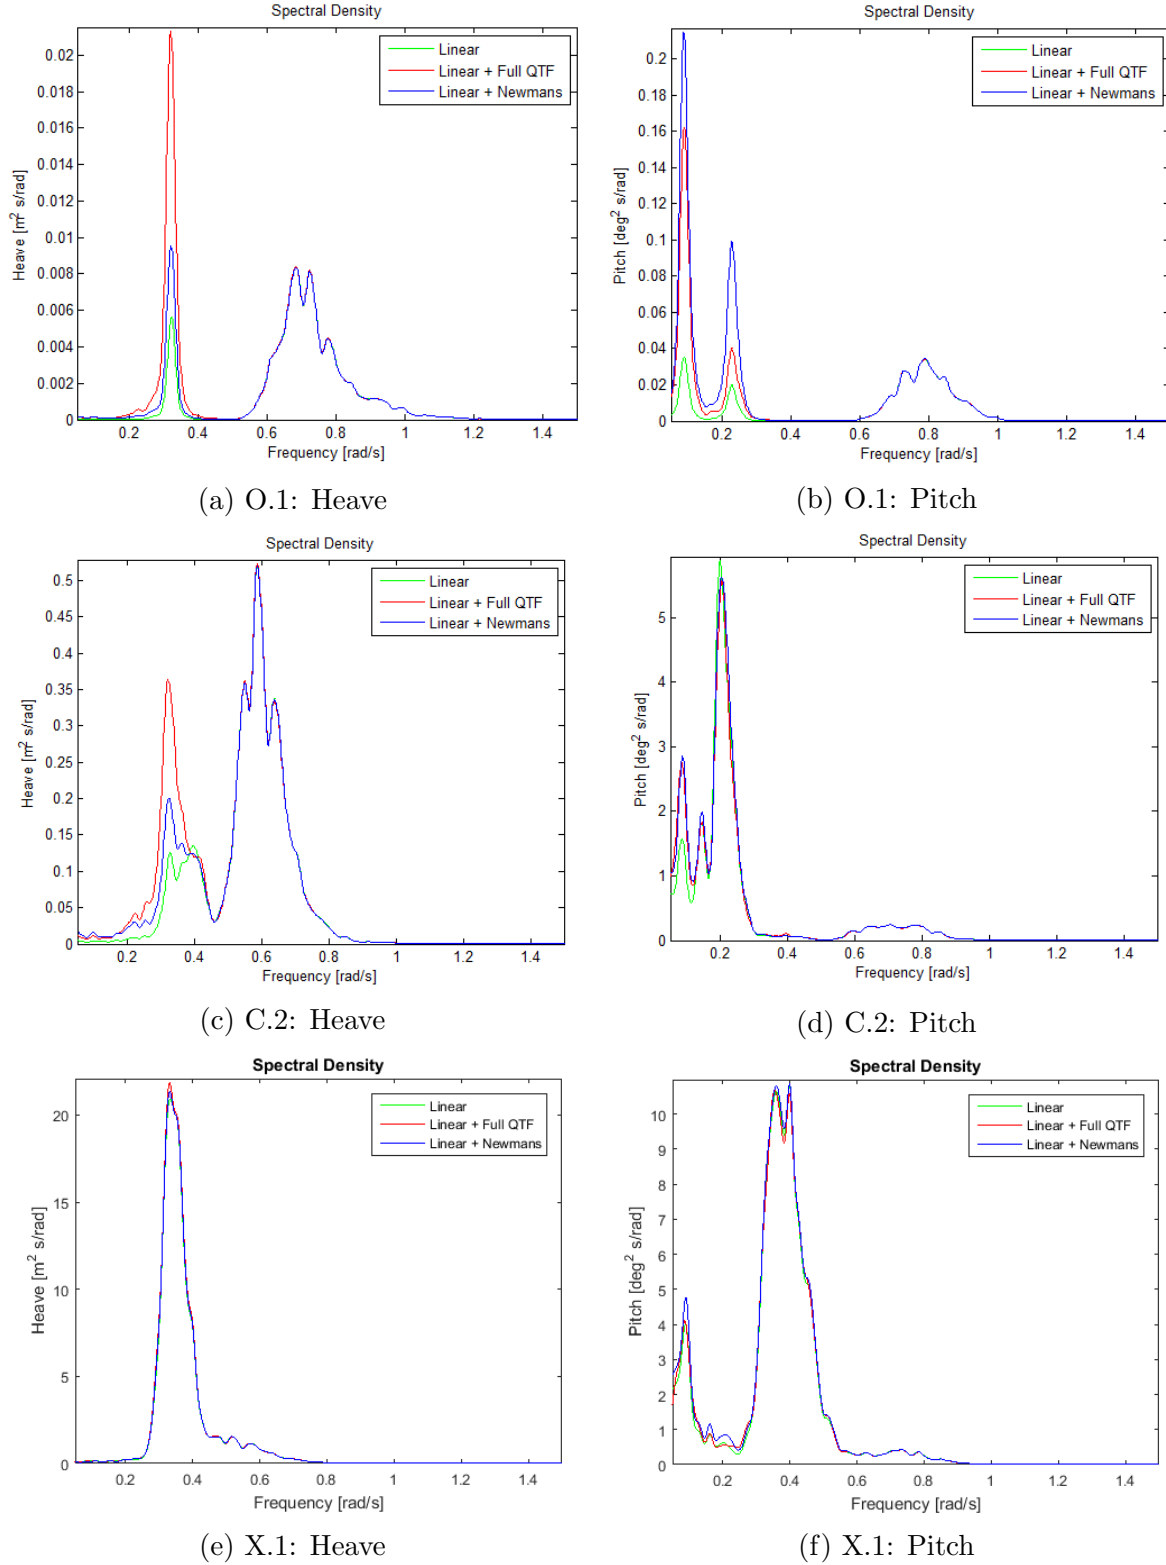 Spectral Density
Heave [m² s/rad]
0.02
0.018
0.016
0.014
0.012
0.01
0.008
0.006
0.004
0.002
0
0.2 0.4 0.6 0.8 1 1.2 1.4
Frequency [rad/s]
Linear
Linear + Full QTF
Linear + Newmans
(a) O.1: Heave
Spectral Density
Pitch [deg² s/rad]
0.2
0.18
0.16
0.14
0.12
0.1
0.08
0.06
0.04
0.02
0
0.2 0.4 0.6 0.8 1 1.2 1.4
Frequency [rad/s]
Linear
Linear + Full QTF
Linear + Newmans
(b) O.1: Pitch
Spectral Density
Heave [m² s/rad]
0.5
0.45
0.4
0.35
0.3
0.25
0.2
0.15
0.1
0.05
0
0.2 0.4 0.6 0.8 1 1.2 1.4
Frequency [rad/s]
Linear
Linear + Full QTF
Linear + Newmans
(c) C.2: Heave
Spectral Density
Pitch [deg² s/rad]
5
4
3
2
1
0
0.2 0.4 0.6 0.8 1 1.2 1.4
Frequency [rad/s]
Linear
Linear + Full QTF
Linear + Newmans
(d) C.2: Pitch
Spectral Density
Heave [m² s/rad]
20
15
10
5
0
0.2 0.4 0.6 0.8 1 1.2 1.4
Frequency [rad/s]
Linear
Linear + Full QTF
Linear + Newmans
(e) X.1: Heave
Spectral Density
Pitch [deg² s/rad]
10
9
8
7
6
5
4
3
2
1
0
0.2 0.4 0.6 0.8 1 1.2 1.4
Frequency [rad/s]
Linear
Linear + Full QTF
Linear + Newmans
(f) X.1: Pitch